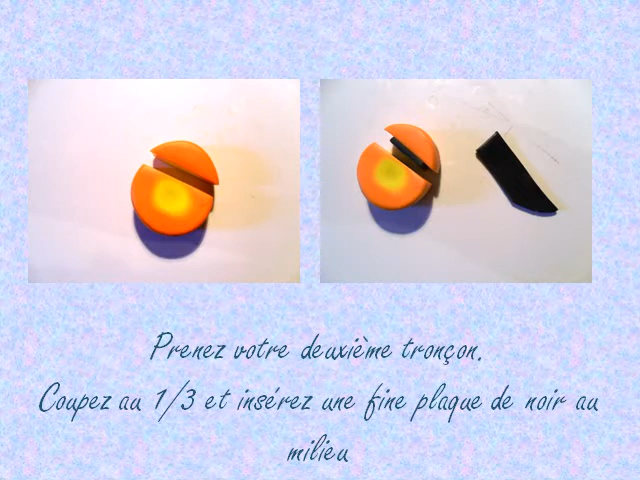 Prenez votre deuxième tronçon.
Coupez au 1/3 et insérez une fine plaque de noir au
milieu